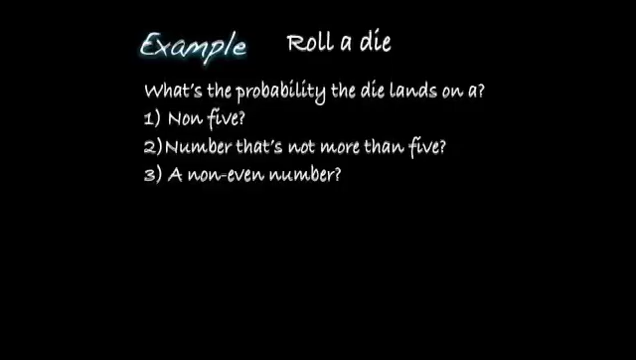 Example Roll a die
What's the probability the die lands on a?
1) Non five?
2)Number that's not more than five?
3) A non-even number?